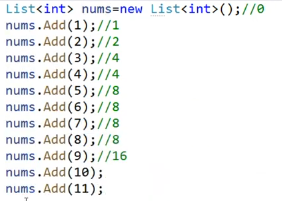 List<int> nums=new List<int>();//0
nums.Add(1);//1
nums.Add(2);//2
nums.Add(3);//4
nums.Add(4);//4
nums.Add(5);//8
nums.Add(6);//8
nums.Add(7);//8
nums.Add(8);//8
nums.Add(9);//16
nums.Add(10);
nums.Add(11);